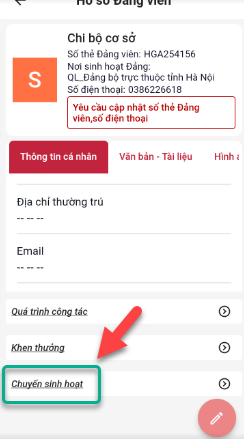 Hồ sơ Đảng viên
Chi bộ cơ sở
S
Số thẻ Đảng viên: HGA254156
Nơi sinh hoạt Đảng:
QL_Đảng bộ trực thuộc tỉnh Hà Nội
Số điện thoại: 0386226618
Yêu cầu cập nhật số thẻ Đảng
viên,số điện thoại
Thông tin cá nhân Văn bản - Tài liệu Hình ả
Địa chỉ thường trú
-- -- --
Email
-- -- --
Quá trình công tác
Khen thưởng
Chuyển sinh hoạt